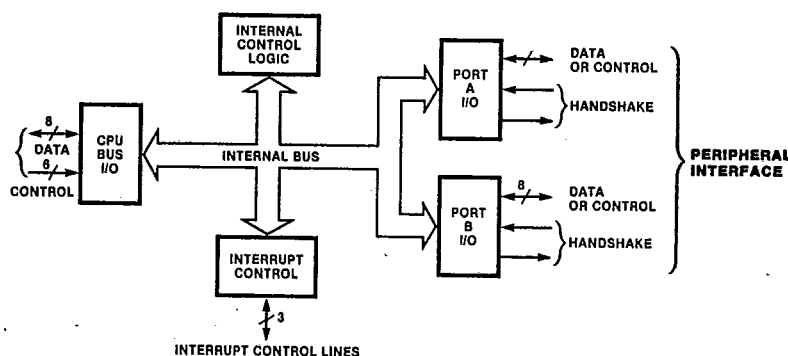 INTERNAL
CONTROL
LOGIC
8
DATA
6
CONTROL
CPU
BUS
I/O
INTERNAL BUS
INTERRUPT
CONTROL
3
INTERRUPT CONTROL LINES
PORT
A
I/O
DATA
OR CONTROL
HANDSHAKE
PORT
B
I/O
8
DATA
OR CONTROL
HANDSHAKE
PERIPHERAL
INTERFACE